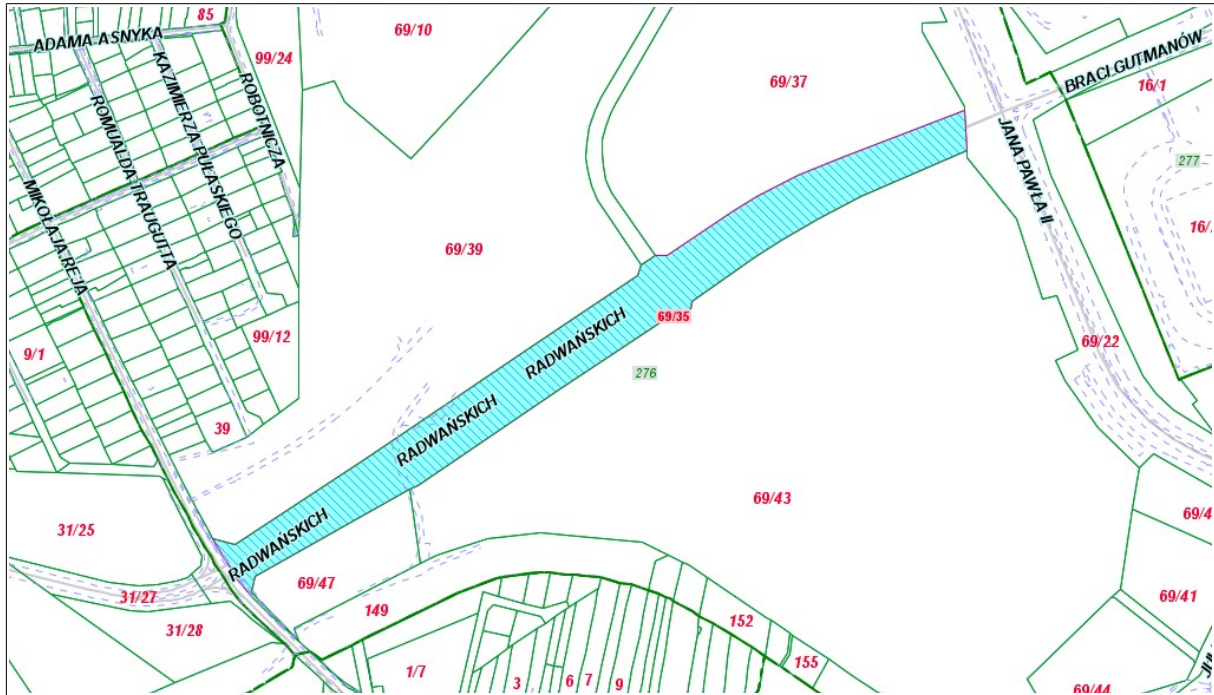 85
69/10
ADAMA ASNYKA
99/24
KAZIMIERZA PUŁASKIEGO
ROBOTNICZA
69/37
BRACI GUTMANÓW
16/1
ROMUALDA TRAUGUTTA
JANA PAWŁA II
277
MIKOŁAJA REJA
69/39
69/35
RADWAŃSKICH
99/12
9/1
276
69/22
RADWAŃSKICH
39
69/43
31/25
RADWAŃSKICH
69/47
31/27
149
69/41
31/28
152
155
1/7
3
6
7
9
69/44